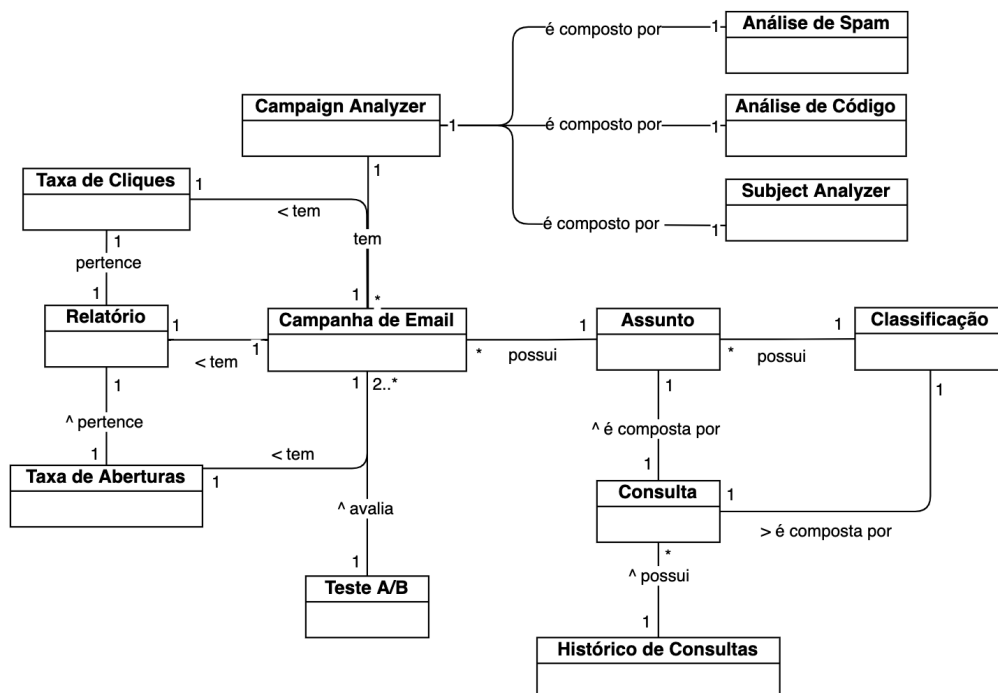 é composto por
1
Análise de Spam
Campaign Analyzer
1
é composto por
1
Análise de Código
1
Taxa de Cliques
1
< tem
é composto por
1
Subject Analyzer
1
pertence
tem
1
1
*
Relatório
1
< tem
1
Campanha de Email
*
possui
1
Assunto
*
possui
1
Classificação
1
1
2..*
1
1
^ pertence
^ é composta por
1
Taxa de Aberturas
1
< tem
1
Consulta
1
> é composta por
^ avalia
*
^ possui
1
Teste A/B
1
Histórico de Consultas